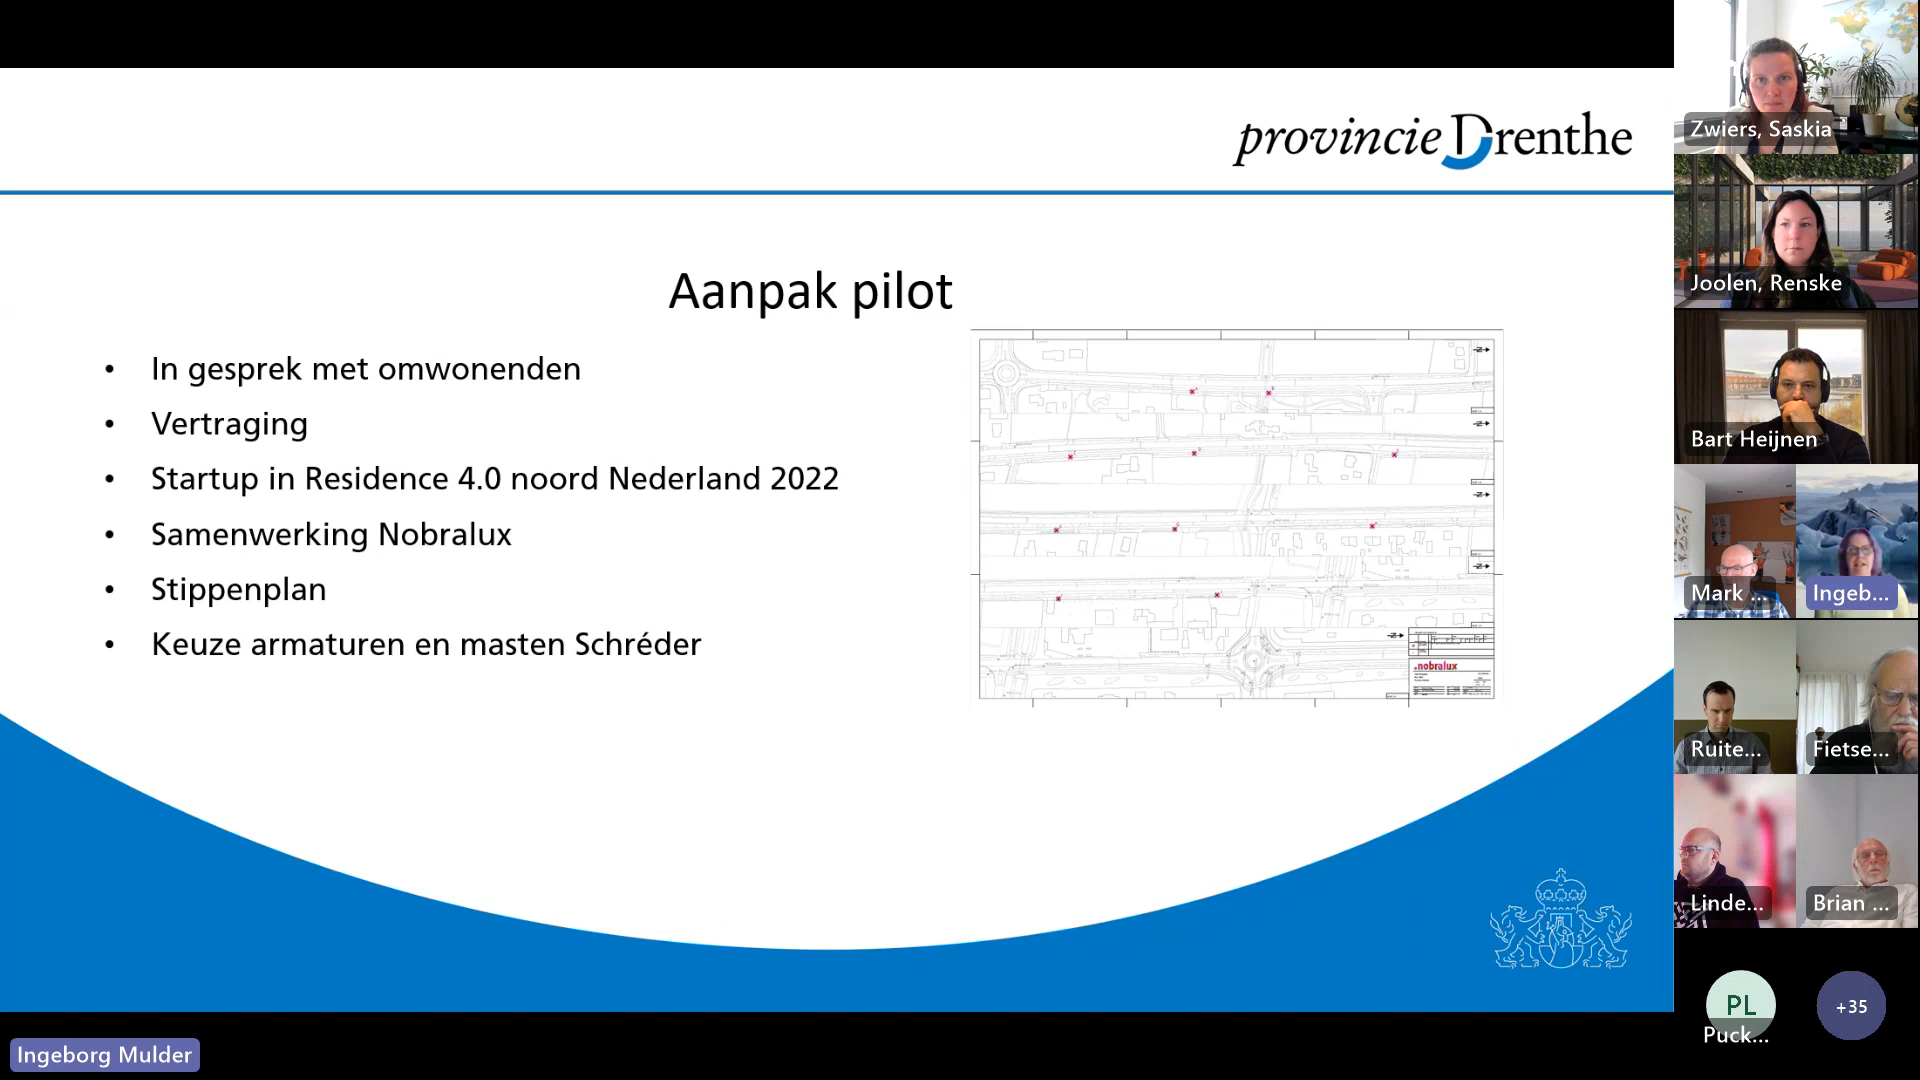 provincie Drenthe
Aanpak pilot
• In gesprek met omwonenden
• Vertraging
• Startup in Residence 4.0 noord Nederland 2022
• Samenwerking Nobralux
• Stippenplan
• Keuze armaturen en masten Schréder
nobralux
Zwiers, Saskia
Joolen, Renske
Bart Heijnen
Mark ...
Ingeb...
Ruite...
Fietse...
Linde...
Brian ...
PL
Puck...
+35
Ingeborg Mulder